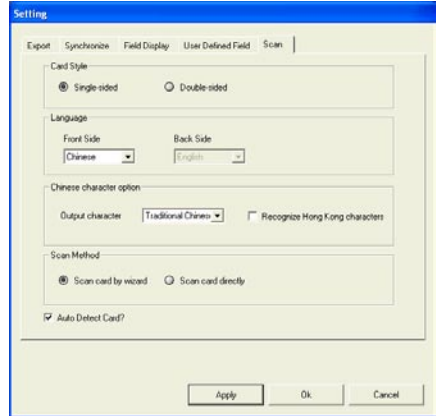 Setting
Export Synchronize Field Display User Defined Field Scan
Card Style
Single-sided Double-sided
Language
Front Side Back Side
Chinese English
Chinese character option
Output character Traditional Chines Recognize Hong Kong characters
Scan Method
Scan card by wizard Scan card directly
Auto Detect Card?
Apply Ok Cancel